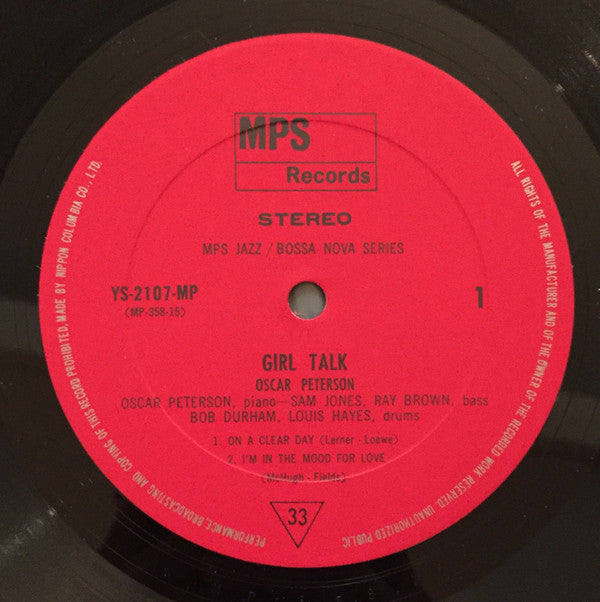 MPS
Records
STEREO
MPS JAZZ / BOSSA NOVA SERIES
YS-2107-MP
(MP-358-15)
1
GIRL TALK
OSCAR PETERSON
OSCAR PETERSON, piano—SAM JONES, RAY BROWN, bass
BOB DURHAM, LOUIS HAYES, drums
1. ON A CLEAR DAY (Lerner - Loewe)
2. I'M IN THE MOOD FOR LOVE
(McHugh - Fields)
33
PERFORMANCE, BROADCASTING AND COPYING OF THIS RECORD PROHIBITED, MADE BY NIPPON COLUMBIA CO., LTD.
ALL RIGHTS OF THE MANUFACTURER AND OF THE OWNER OF THE RECORDED WORK RESERVED. UNAUTHORIZED PUBLIC